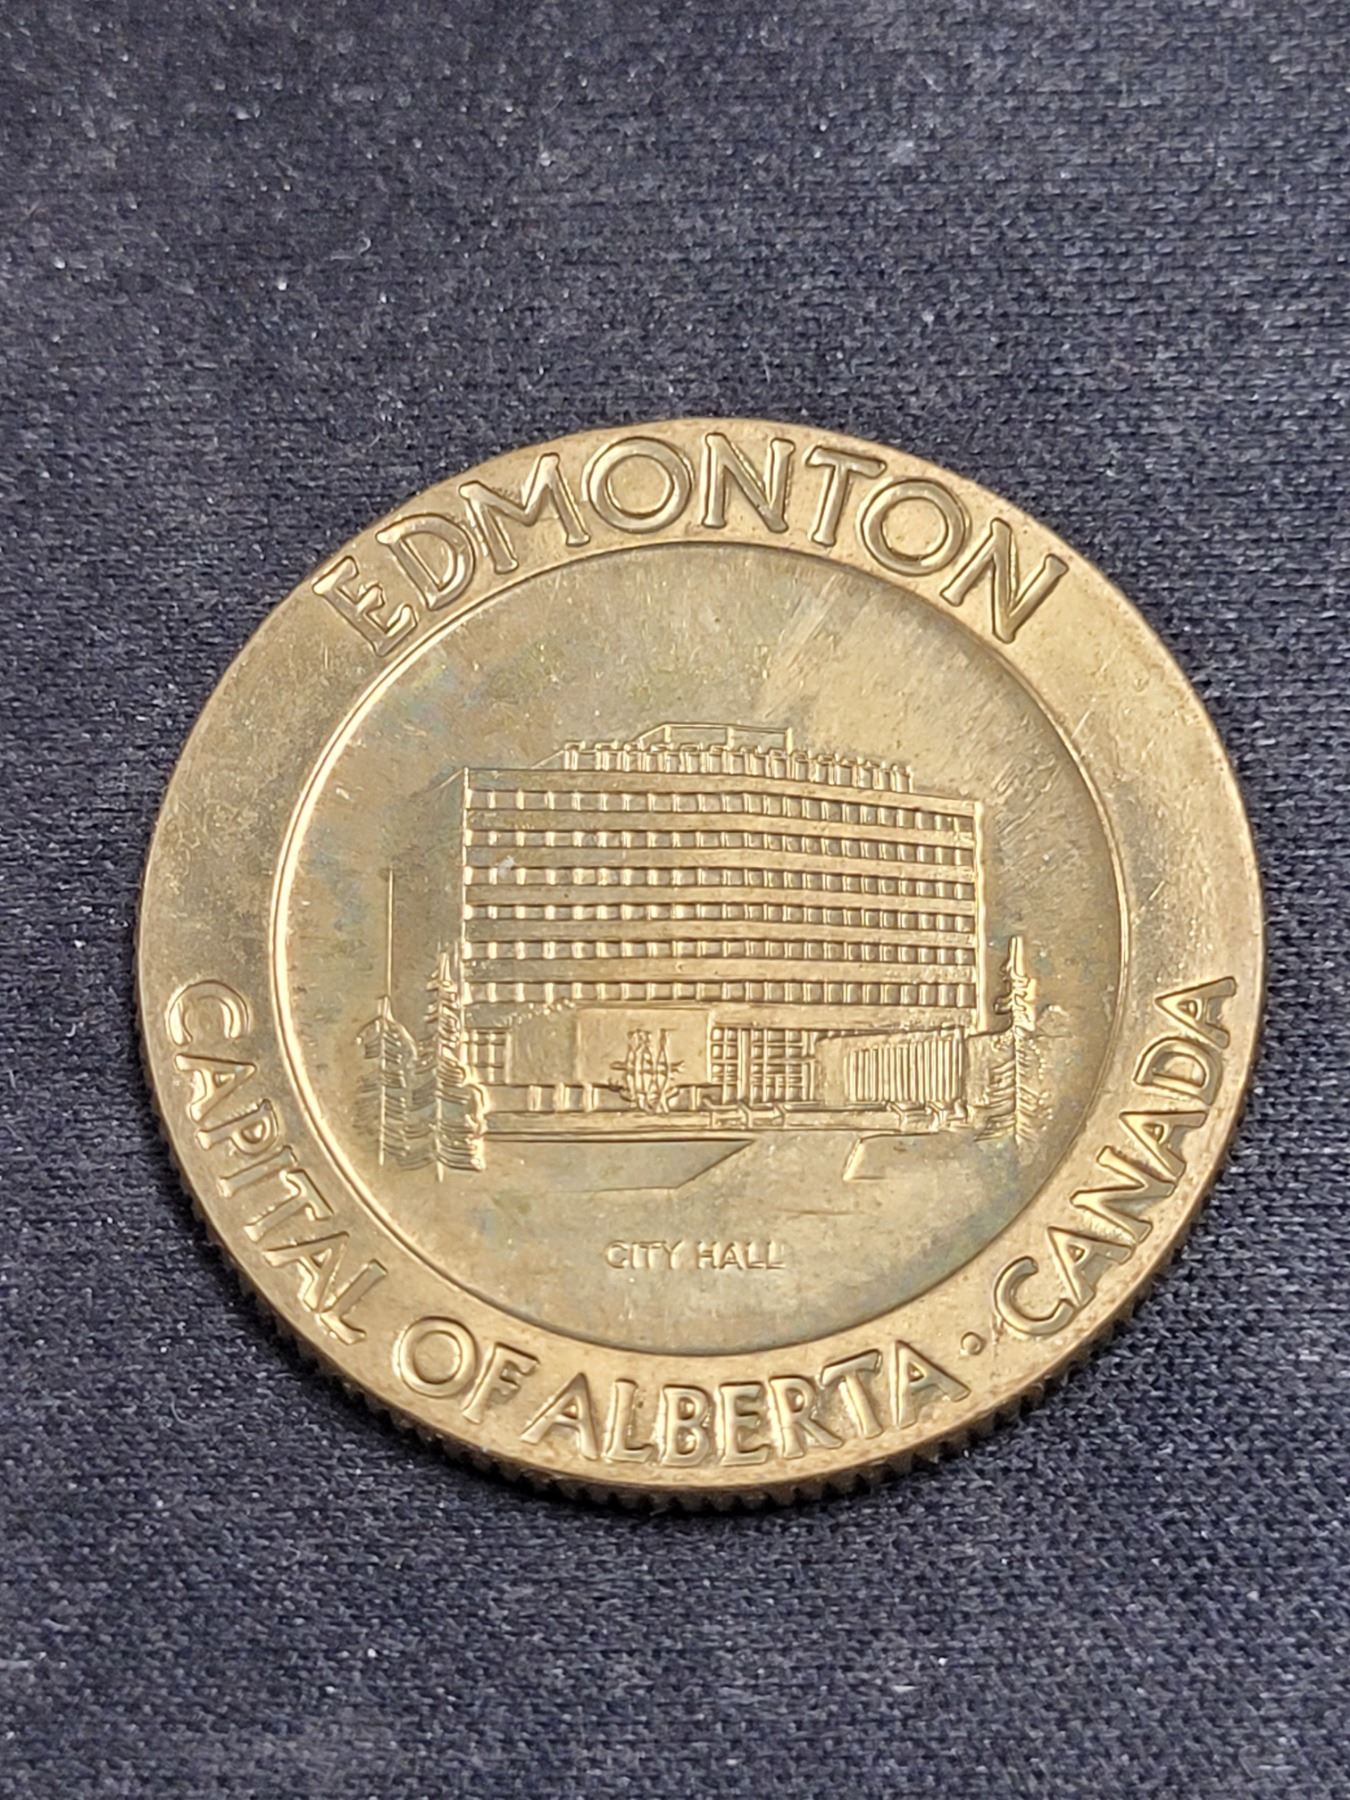 EDMONTON
CITY HALL
CAPITAL OF ALBERTA · CANADA